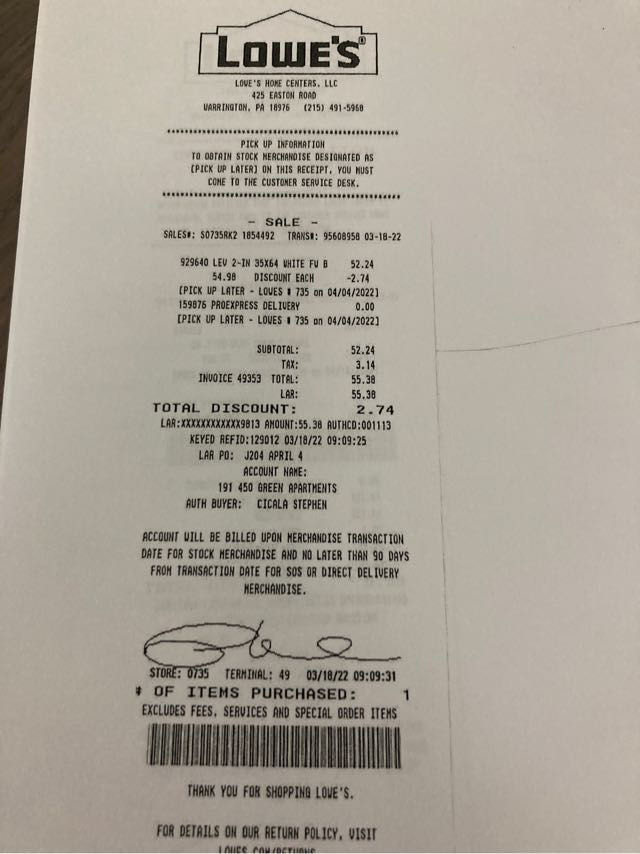 LOWE'S®
LOWE'S HOME CENTERS, LLC
425 EASTON ROAD
WARRINGTON, PA 18976 (215) 491-5968
PICK UP INFORMATION
TO OBTAIN STOCK MERCHANDISE DESIGNATED AS
[PICK UP LATER] ON THIS RECEIPT, YOU MUST
COME TO THE CUSTOMER SERVICE DESK.
- SALE -
SALES#: S0735RK2 1854492 TRANS#: 95608958 03-18-22
929640 LEV 2-IN 35X64 WHITE FW B 52.24
54.98 DISCOUNT EACH -2.74
[PICK UP LATER - LOWES # 735 on 04/04/2022]
159876 PROEXPRESS DELIVERY 0.00
[PICK UP LATER - LOWES # 735 on 04/04/2022]
SUBTOTAL: 52.24
TAX: 3.14
INVOICE 49353 TOTAL: 55.38
LAR: 55.38
TOTAL DISCOUNT: 2.74
LAR:XXXXXXXXXXXX9813 AMOUNT:55.38 AUTHCD:001113
KEYED REFID:129012 03/18/22 09:09:25
LAR PO: J204 APRIL 4
ACCOUNT NAME:
191 450 GREEN APARTMENTS
AUTH BUYER: CICALA STEPHEN
ACCOUNT WILL BE BILLED UPON MERCHANDISE TRANSACTION
DATE FOR STOCK MERCHANDISE AND NO LATER THAN 90 DAYS
FROM TRANSACTION DATE FOR SOS OR DIRECT DELIVERY
MERCHANDISE.
STORE: 0735 TERMINAL: 49 03/18/22 09:09:31
# OF ITEMS PURCHASED: 1
EXCLUDES FEES, SERVICES AND SPECIAL ORDER ITEMS
THANK YOU FOR SHOPPING LOWE'S.
FOR DETAILS ON OUR RETURN POLICY, VISIT
LOWES.COM/RETURNS